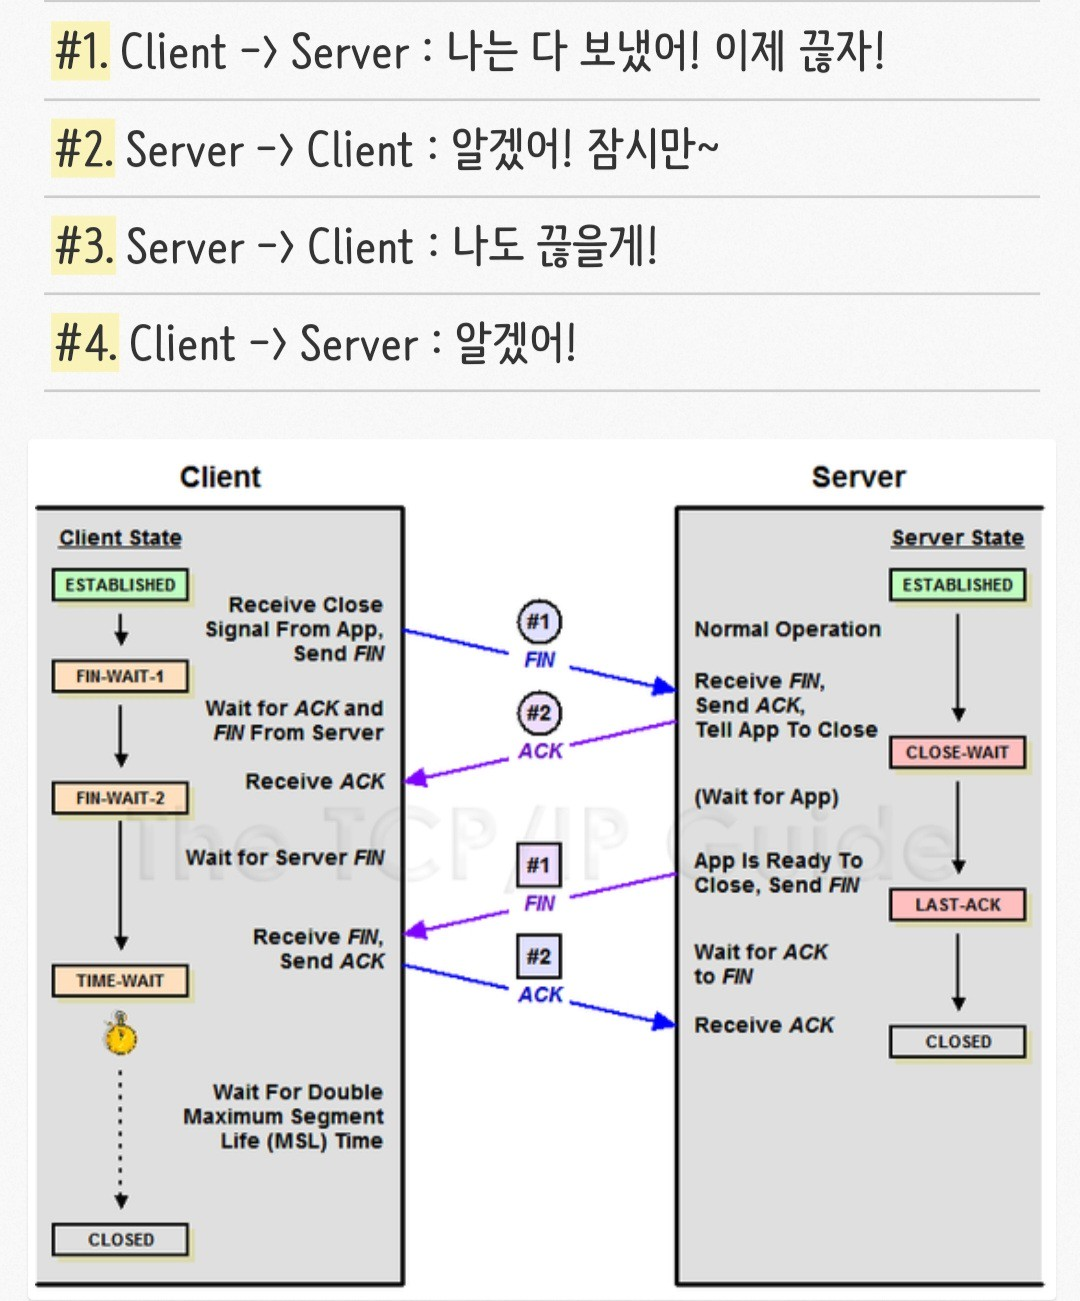 #1. Client -> Server : 나는 다 보냈어! 이제 끊자!
#2. Server -> Client : 알겠어! 잠시만~
#3. Server -> Client : 나도 끊을게!
#4. Client -> Server : 알겠어!
Client
Server
Client State
Server State
ESTABLISHED
ESTABLISHED
Receive Close
Signal From App,
Send FIN
#1
FIN
Normal Operation
FIN-WAIT-1
Receive FIN,
Send ACK,
Tell App To Close
Wait for ACK and
FIN From Server
#2
ACK
CLOSE-WAIT
Receive ACK
FIN-WAIT-2
(Wait for App)
The TCP/IP Guide
Wait for Server FIN
#1
FIN
App Is Ready To
Close, Send FIN
LAST-ACK
Receive FIN,
Send ACK
#2
ACK
Wait for ACK
to FIN
TIME-WAIT
Receive ACK
CLOSED
Wait For Double
Maximum Segment
Life (MSL) Time
CLOSED